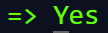 => Yes